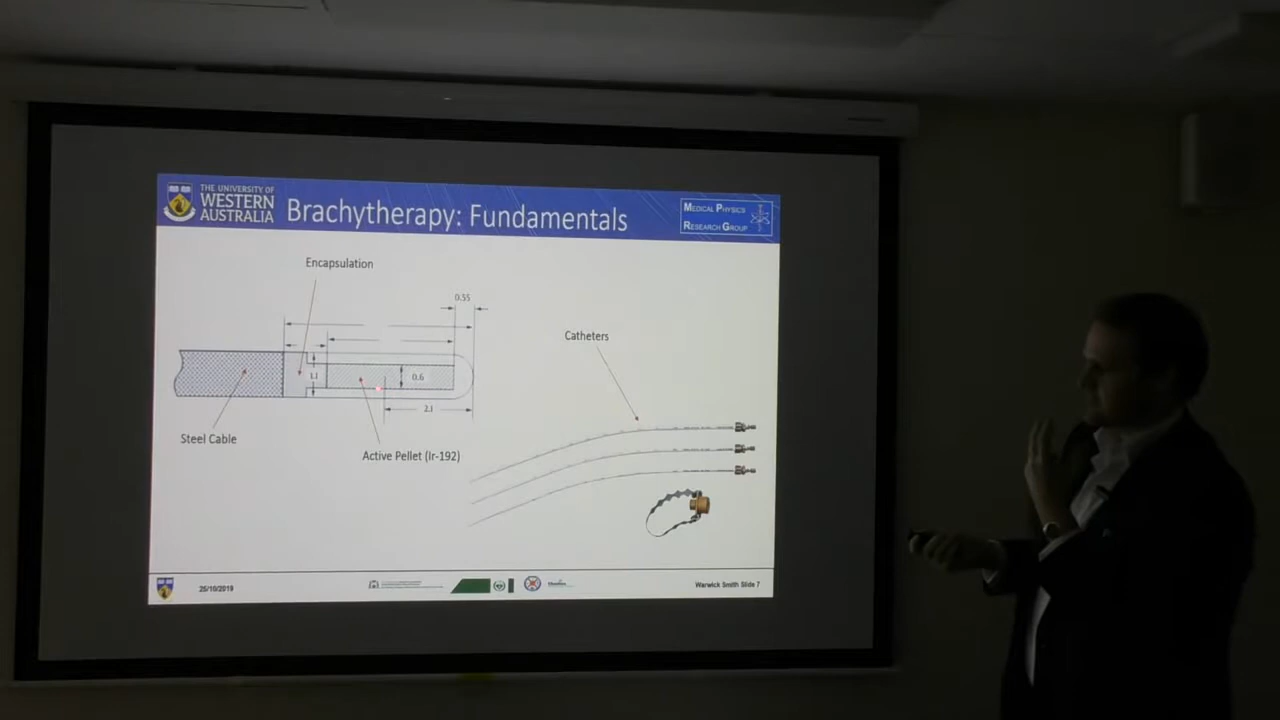 THE UNIVERSITY OF
WESTERN
AUSTRALIA
Brachytherapy: Fundamentals
MEDICAL PHYSICS
RESEARCH GROUP
Encapsulation
0.35
Catheters
1.1
0.6
2.1
Steel Cable
Active Pellet (Ir-192)
25/10/2019
Warwick Smith Slide 7